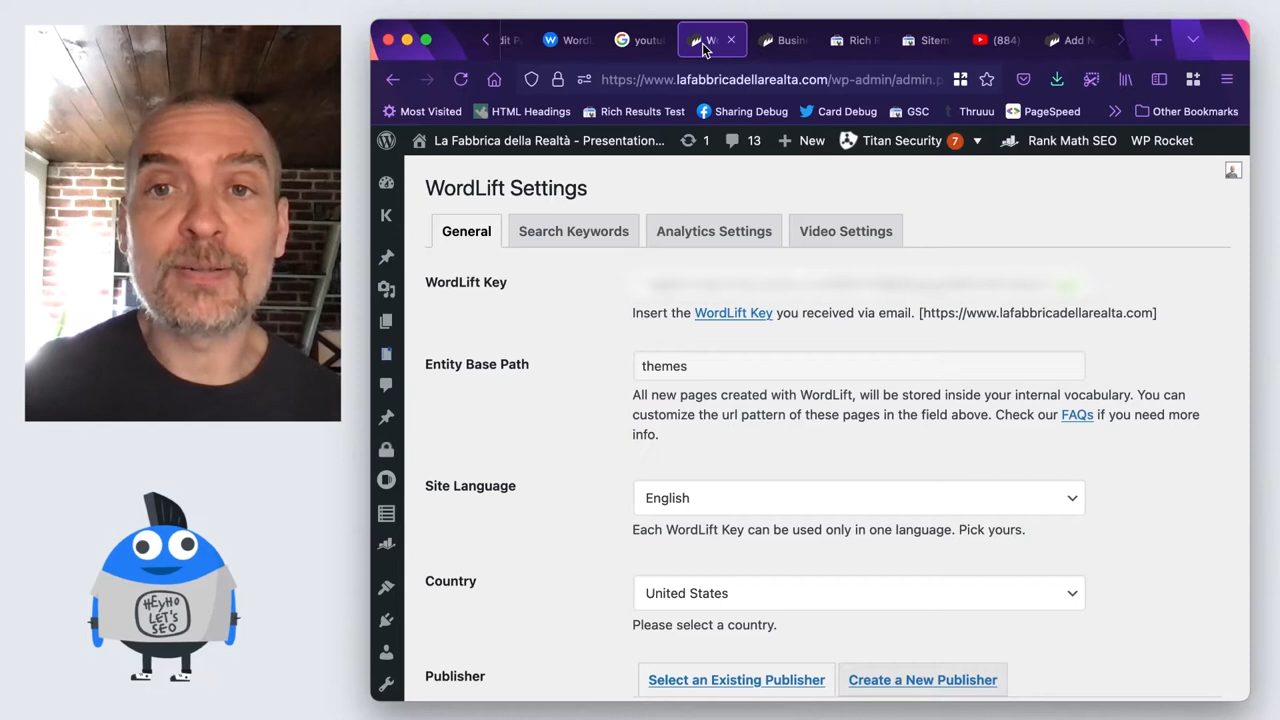 Word
youtu
W
Busin
Rich R
Sitem
(884)
Add N
https://www.lafabbricadellarealta.com/wp-admin/admin.p
Most Visited
HTML Headings
Rich Results Test
Sharing Debug
Card Debug
GSC
Thruuu
PageSpeed
Other Bookmarks
La Fabbrica della Realtà - Presentation...
1
13
New
Titan Security 7
Rank Math SEO
WP Rocket
WordLift Settings
General
Search Keywords
Analytics Settings
Video Settings
WordLift Key
Insert the WordLift Key you received via email. [https://www.lafabbricadellarealta.com]
Entity Base Path
themes
All new pages created with WordLift, will be stored inside your internal vocabulary. You can
customize the url pattern of these pages in the field above. Check our FAQs if you need more
info.
Site Language
English
Each WordLift Key can be used only in one language. Pick yours.
Country
United States
Please select a country.
Publisher
Select an Existing Publisher
Create a New Publisher
HEY HO
LET'S
SEO